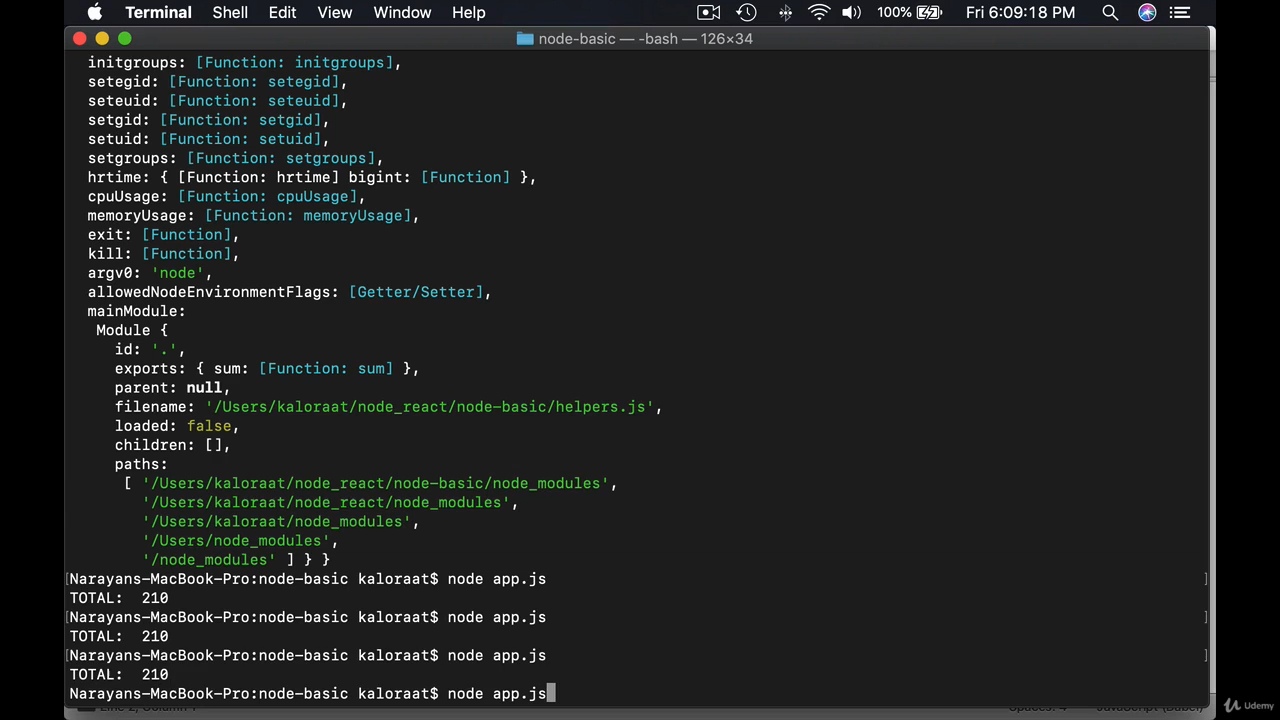 Terminal Shell Edit View Window Help 100% Fri 6:09:18 PM
node-basic — -bash — 126×34
initgroups: [Function: initgroups],
setegid: [Function: setegid],
seteuid: [Function: seteuid],
setgid: [Function: setgid],
setuid: [Function: setuid],
setgroups: [Function: setgroups],
hrtime: { [Function: hrtime] bigint: [Function] },
cpuUsage: [Function: cpuUsage],
memoryUsage: [Function: memoryUsage],
exit: [Function],
kill: [Function],
argv0: 'node',
allowedNodeEnvironmentFlags: [Getter/Setter],
mainModule:
Module {
id: '.',
exports: { sum: [Function: sum] },
parent: null,
filename: '/Users/kaloraat/node_react/node-basic/helpers.js',
loaded: false,
children: [],
paths:
[ '/Users/kaloraat/node_react/node-basic/node_modules',
'/Users/kaloraat/node_react/node_modules',
'/Users/kaloraat/node_modules',
'/Users/node_modules',
'/node_modules' ] } }
[Narayans-MacBook-Pro:node-basic kaloraat$ node app.js ]
TOTAL: 210
[Narayans-MacBook-Pro:node-basic kaloraat$ node app.js ]
TOTAL: 210
[Narayans-MacBook-Pro:node-basic kaloraat$ node app.js ]
TOTAL: 210
Narayans-MacBook-Pro:node-basic kaloraat$ node app.js
Udemy